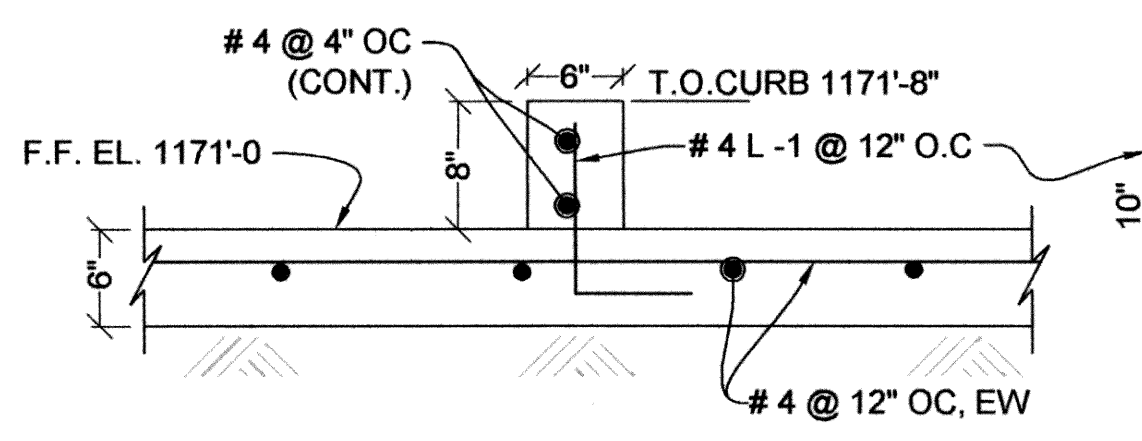 # 4 @ 4" OC
(CONT.)
6"
T.O.CURB 1171'-8"
F.F. EL. 1171'-0
8"
# 4 L -1 @ 12" O.C
10"
6"
# 4 @ 12" OC, EW